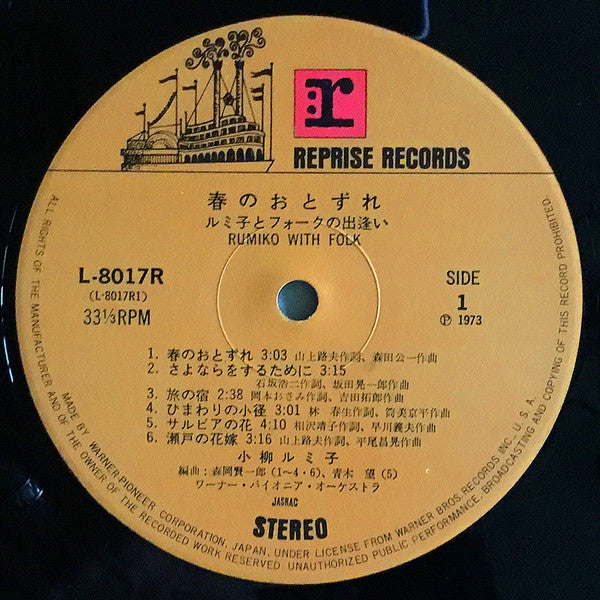 r
REPRISE RECORDS
春のおとずれ
ルミ子とフォークの出逢い
RUMIKO WITH FOLK
L-8017R
(L-8017R1)
33⅓RPM
SIDE
1
Ⓟ 1973
1. 春のおとずれ 3:03 山上路夫作詞、森田公一作曲
2. さよならをするために 3:15
石坂浩二作詞、坂田晃一郎作曲
3. 旅の宿 2:38 岡本おさみ作詞、吉田拓郎作曲
4. ひまわりの小径 3:01 林 春生作詞、筒美京平作曲
5. サルビアの花 4:10 相沢靖子作詞、早川義夫作曲
6. 瀬戸の花嫁 3:16 山上路夫作詞、平尾昌晃作曲
小柳ルミ子
編曲:森岡賢一郎(1〜4・6)、青木 望(5)
ワーナー・パイオニア・オーケストラ
JASRAC
STEREO
ALL RIGHTS OF THE MANUFACTURER AND OF THE OWNER OF THE RECORDED WORK RESERVED. UNAUTHORIZED PUBLIC PERFORMANCE, BROADCASTING AND COPYING OF THIS RECORD PROHIBITED.
MADE BY WARNER-PIONEER CORPORATION, JAPAN, UNDER LICENSE FROM WARNER BROS. RECORDS INC., U.S.A.